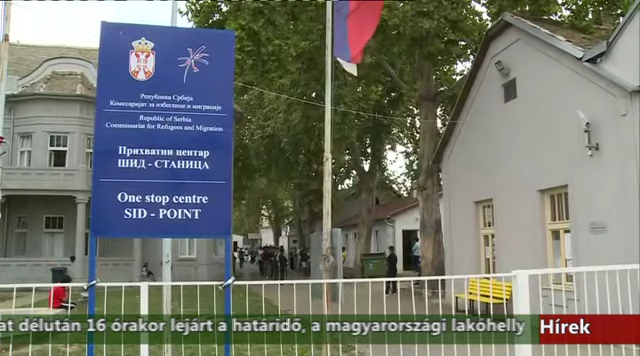 Република Србија
Комесаријат за избеглице и миграције
Republic of Serbia
Commissariat for Refugees and Migration
Прихватни центар
ШИД - СТАНИЦА
One stop centre
SID - POINT
at délután 16 órakor lejárt a határidő, a magyarországi lakóhelly
Hírek